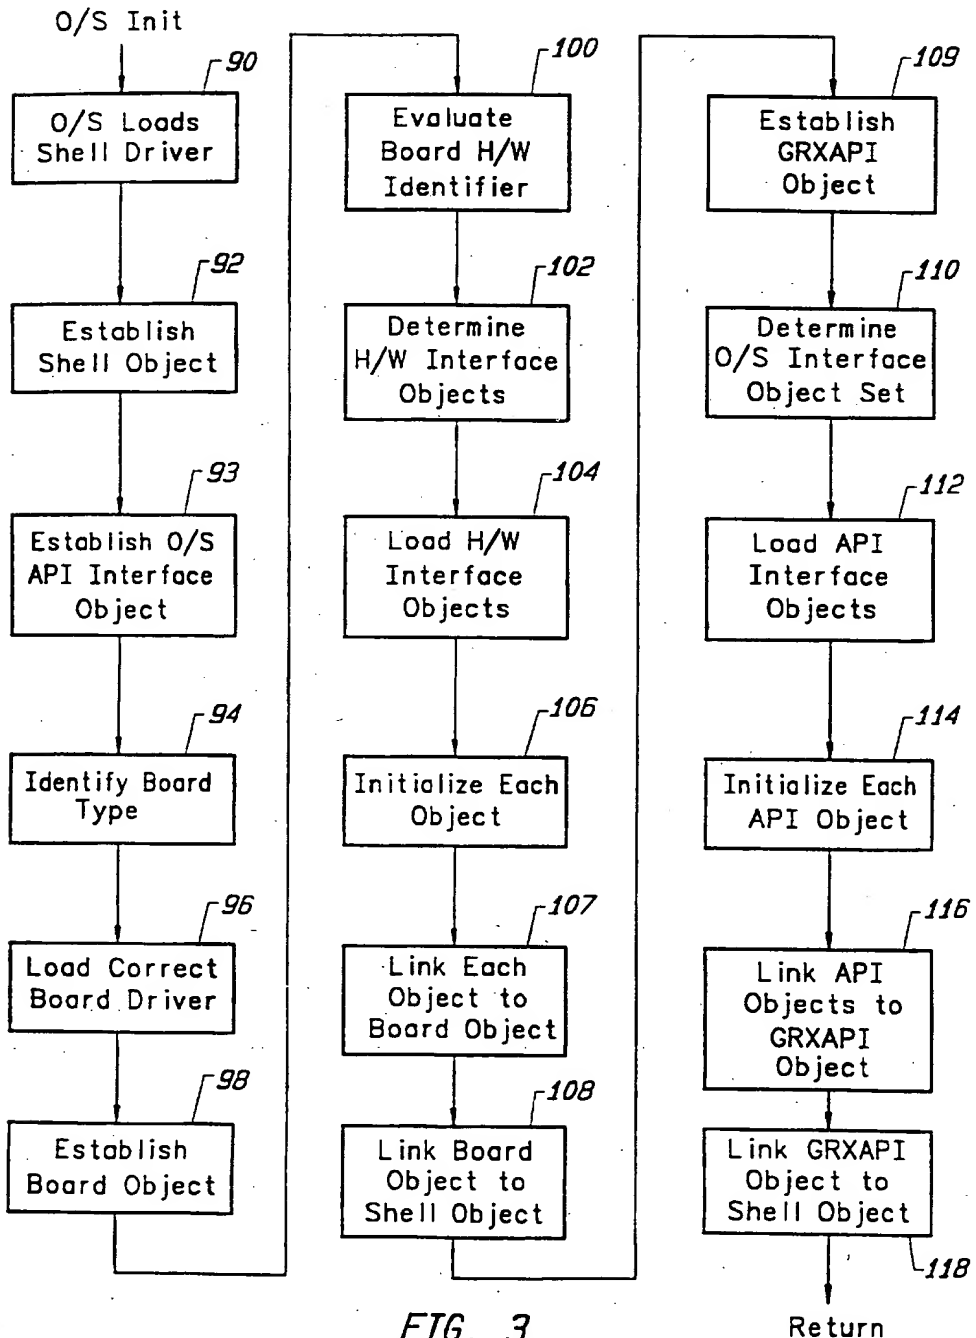 O/S Init
90
O/S Loads
Shell Driver
92
Establish
Shell Object
93
Establish O/S
API Interface
Object
94
Identify Board
Type
96
Load Correct
Board Driver
98
Establish
Board Object
100
Evaluate
Board H/W
Identifier
102
Determine
H/W Interface
Objects
104
Load H/W
Interface
Objects
106
Initialize Each
Object
107
Link Each
Object to
Board Object
108
Link Board
Object to
Shell Object
109
Establish
GRXAPI
Object
110
Determine
O/S Interface
Object Set
112
Load API
Interface
Objects
114
Initialize Each
API Object
116
Link API
Objects to
GRXAPI
Object
Link GRXAPI
Object to
Shell Object
118
Return
FIG. 3